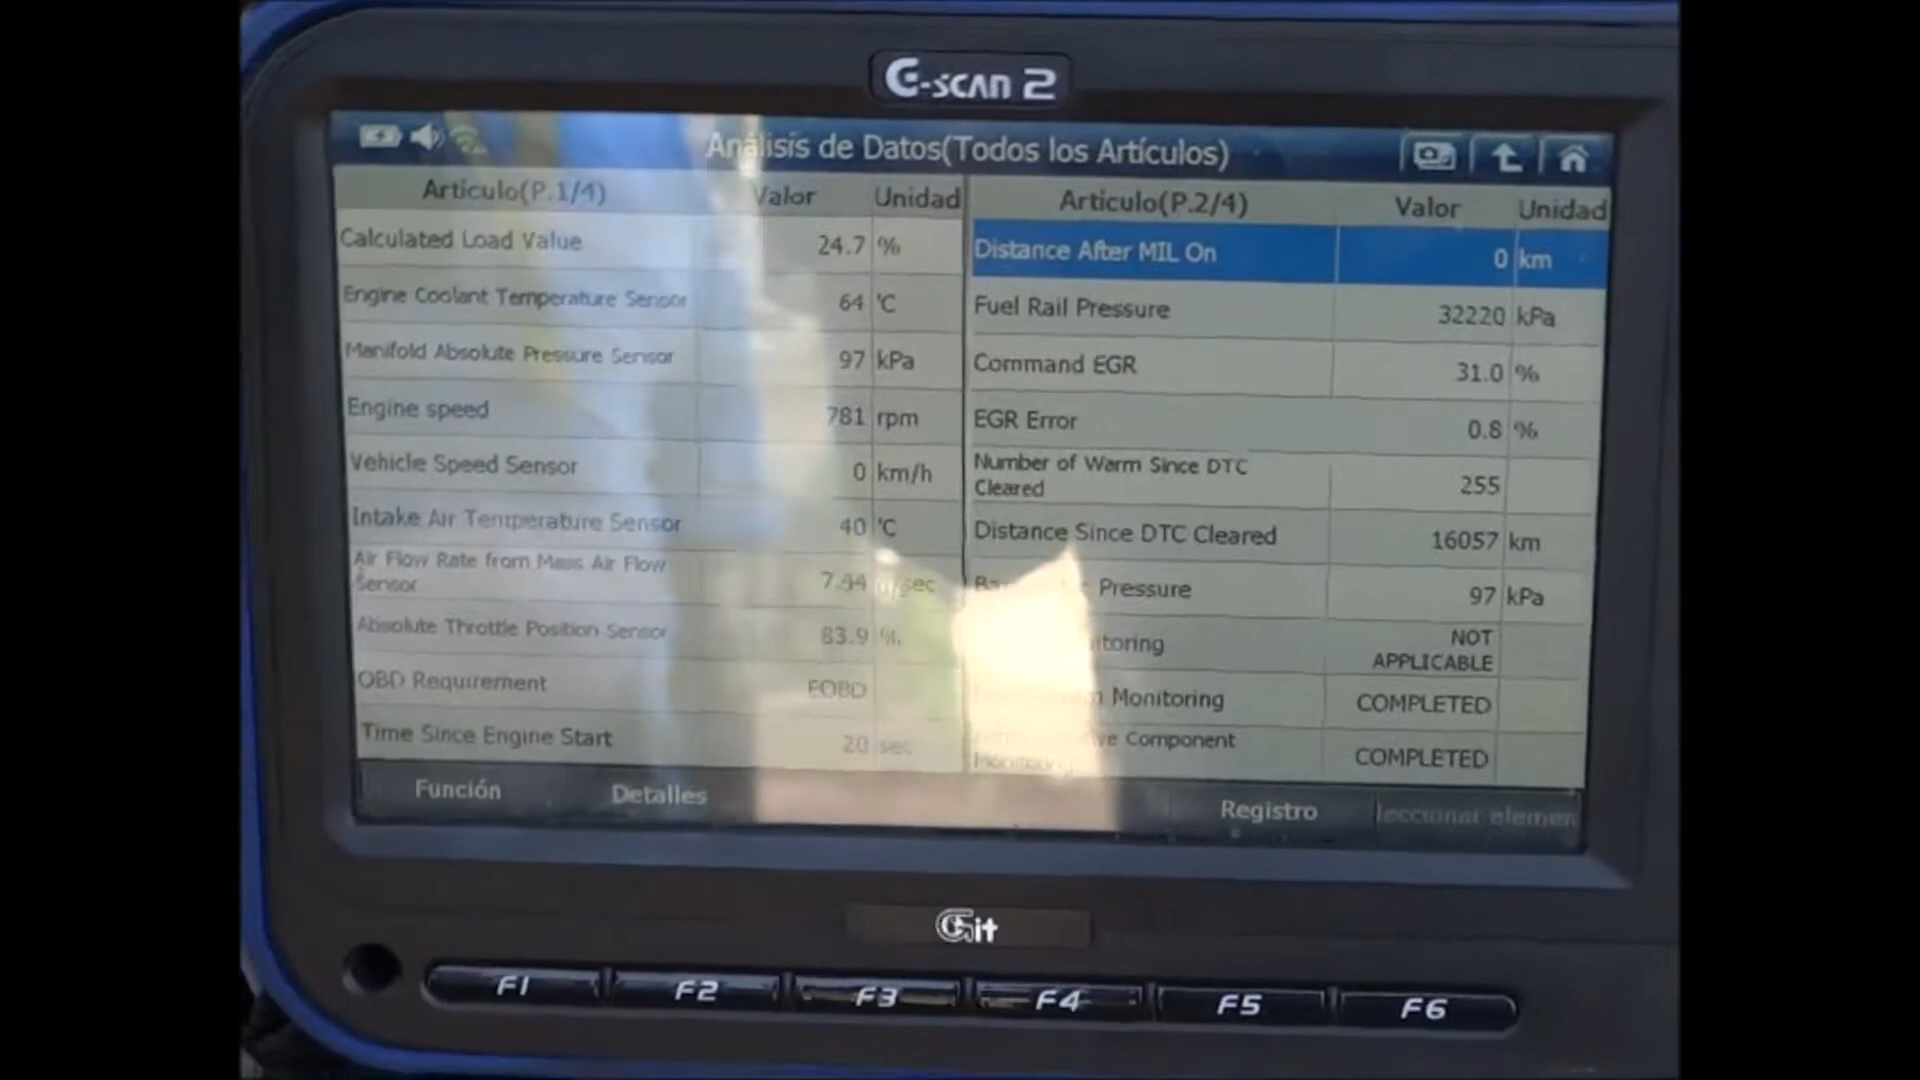 G-SCAN 2
Análisis de Datos(Todos los Artículos)
Articulo(P.1/4) Valor Unidad
Calculated Load Value 24.7 %
Engine Coolant Temperature Sensor 64 °C
Manifold Absolute Pressure Sensor 97 kPa
Engine speed 781 rpm
Vehicle Speed Sensor 0 km/h
Intake Air Temperature Sensor 40 °C
Air Flow Rate from Mass Air Flow
Sensor 7.44 g/sec
Absolute Throttle Position Sensor 83.9 %
OBD Requirement EOBD
Time Since Engine Start 20 sec
Articulo(P.2/4) Valor Unidad
Distance After MIL On 0 km
Fuel Rail Pressure 32220 kPa
Command EGR 31.0 %
EGR Error 0.8 %
Number of Warm Since DTC
Cleared 255
Distance Since DTC Cleared 16057 km
Pressure 97 kPa
NOT
APPLICABLE
Monitoring COMPLETED
Component
Monitoring COMPLETED
Función Detalles Registro leccionar elemen
Git
F1 F2 F3 F4 F5 F6